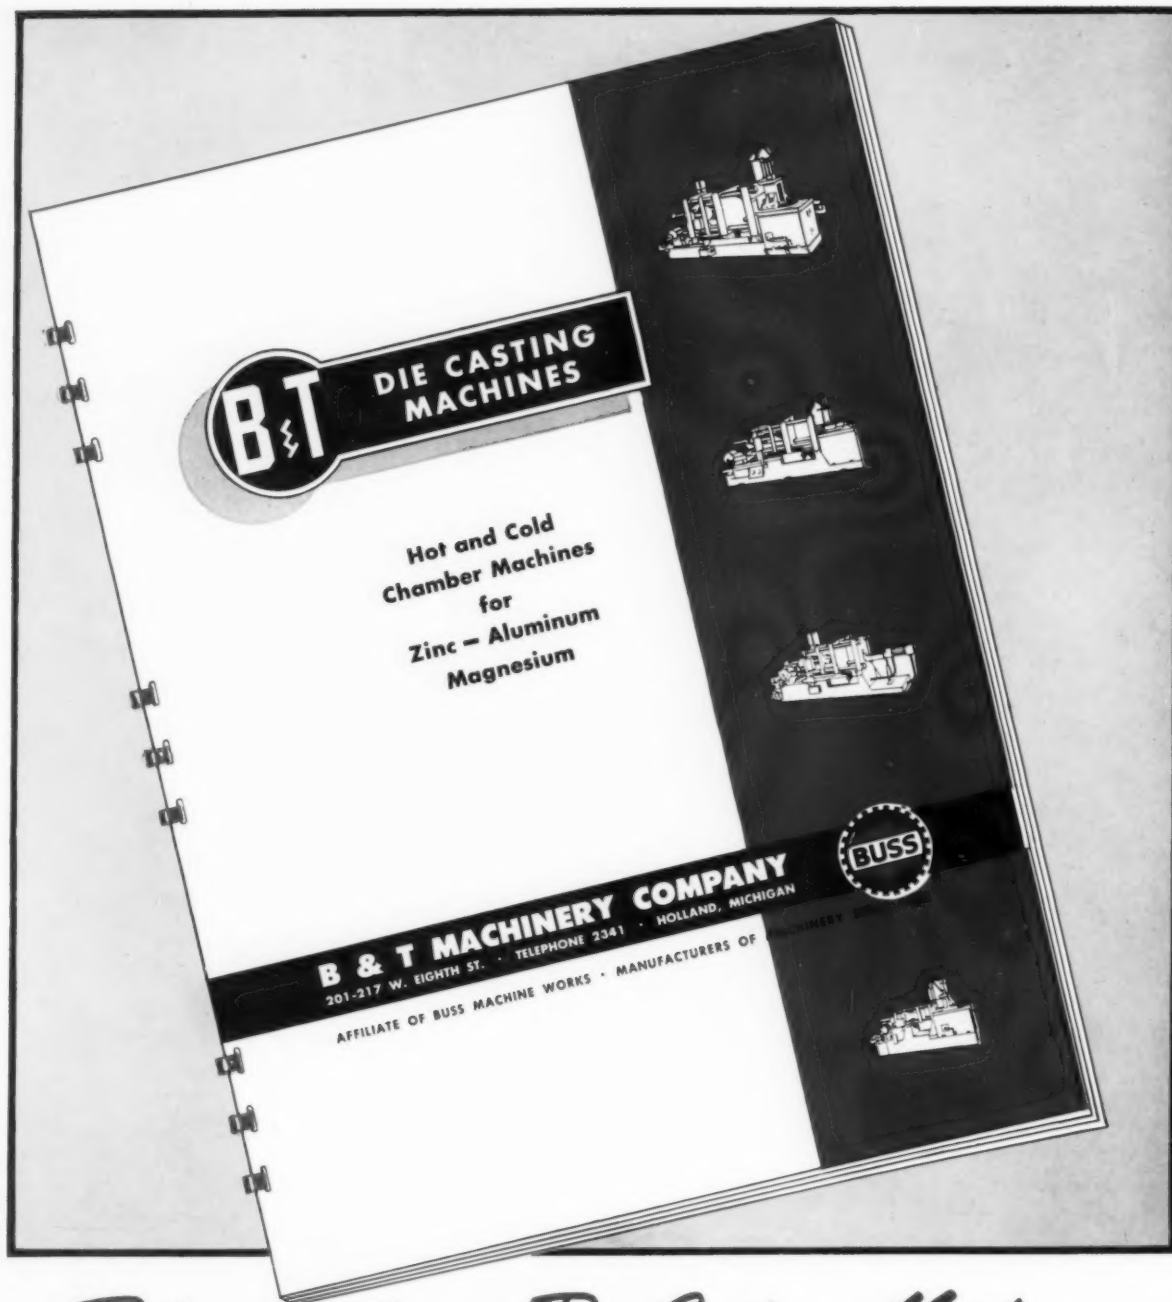 B&T
DIE CASTING
MACHINES
Hot and Cold
Chamber Machines
for
Zinc – Aluminum
Magnesium
BUSS
B & T MACHINERY COMPANY
201-217 W. EIGHTH ST. · TELEPHONE 2341 · HOLLAND, MICHIGAN
AFFILIATE OF BUSS MACHINE WORKS · MANUFACTURERS OF MACHINERY